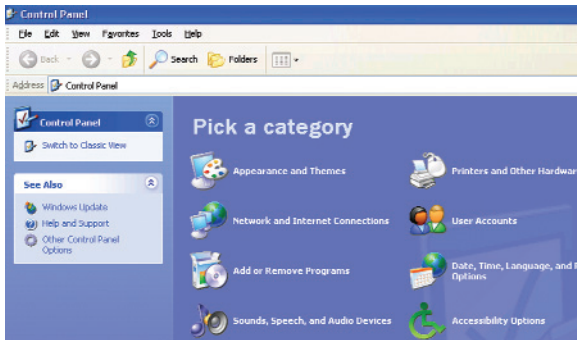 Control Panel
File Edit View Favorites Tools Help
Back Search Folders
Address Control Panel
Control Panel
Switch to Classic View
See Also
Windows Update
Help and Support
Other Control Panel
Options
Pick a category
Appearance and Themes
Printers and Other Hardwar
Network and Internet Connections
User Accounts
Add or Remove Programs
Date, Time, Language, and R
Options
Sounds, Speech, and Audio Devices
Accessibility Options